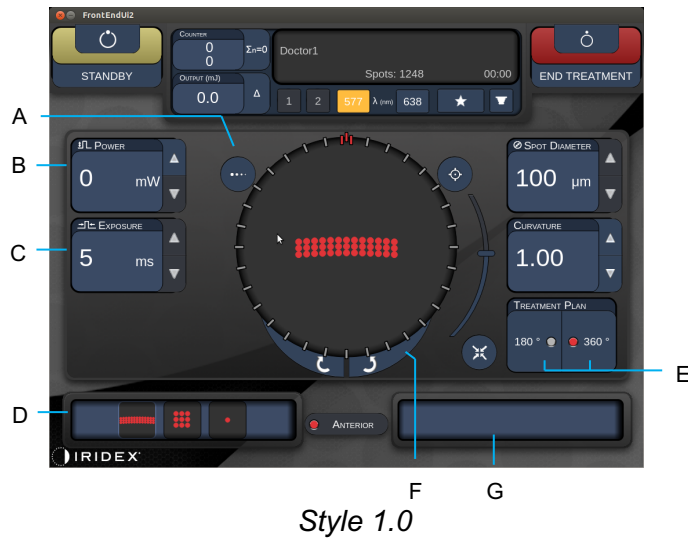 FrontEndUi2
COUNTER
0
0
Σn=0
OUTPUT (mJ)
0.0
Δ
Doctor1
Spots: 1248
00:00
1
2
577
λ (nm)
638
STANDBY
END TREATMENT
A
B
POWER
0
mW
SPOT DIAMETER
100
µm
C
EXPOSURE
5
ms
CURVATURE
1.00
TREATMENT PLAN
180 °
360 °
E
D
ANTERIOR
IRIDEX
F
G
Style 1.0